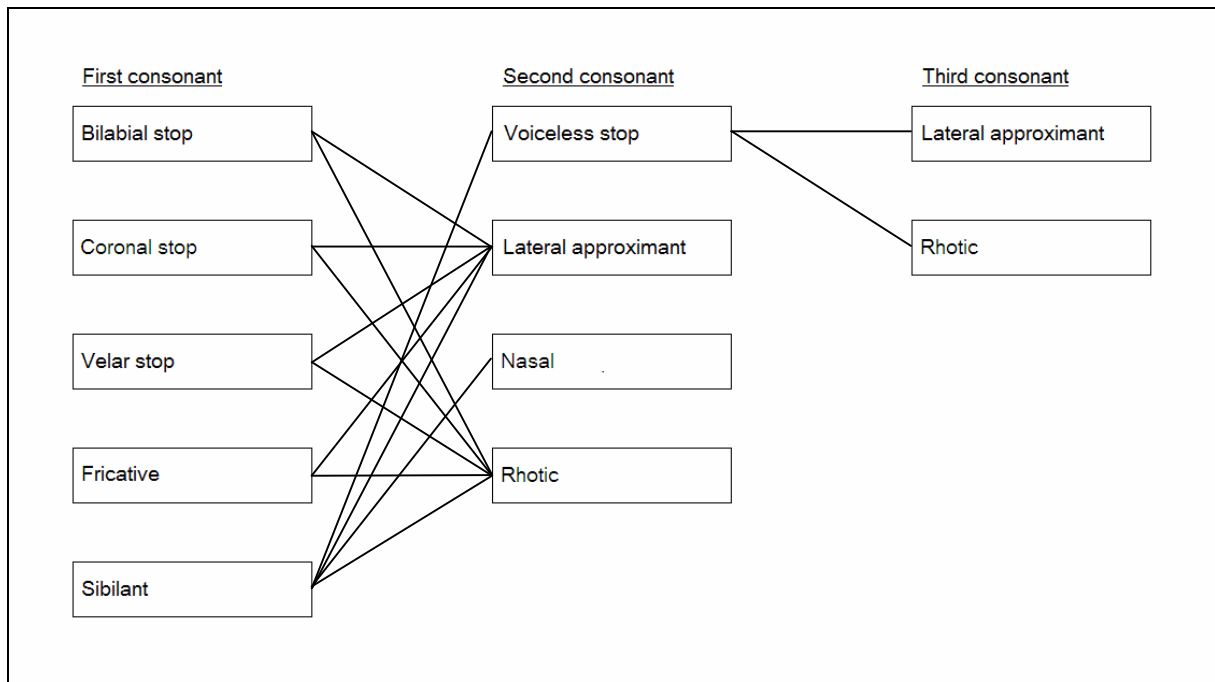 First consonant
Second consonant
Third consonant
Bilabial stop
Voiceless stop
Lateral approximant
Coronal stop
Lateral approximant
Rhotic
Velar stop
Nasal
Fricative
Rhotic
Sibilant